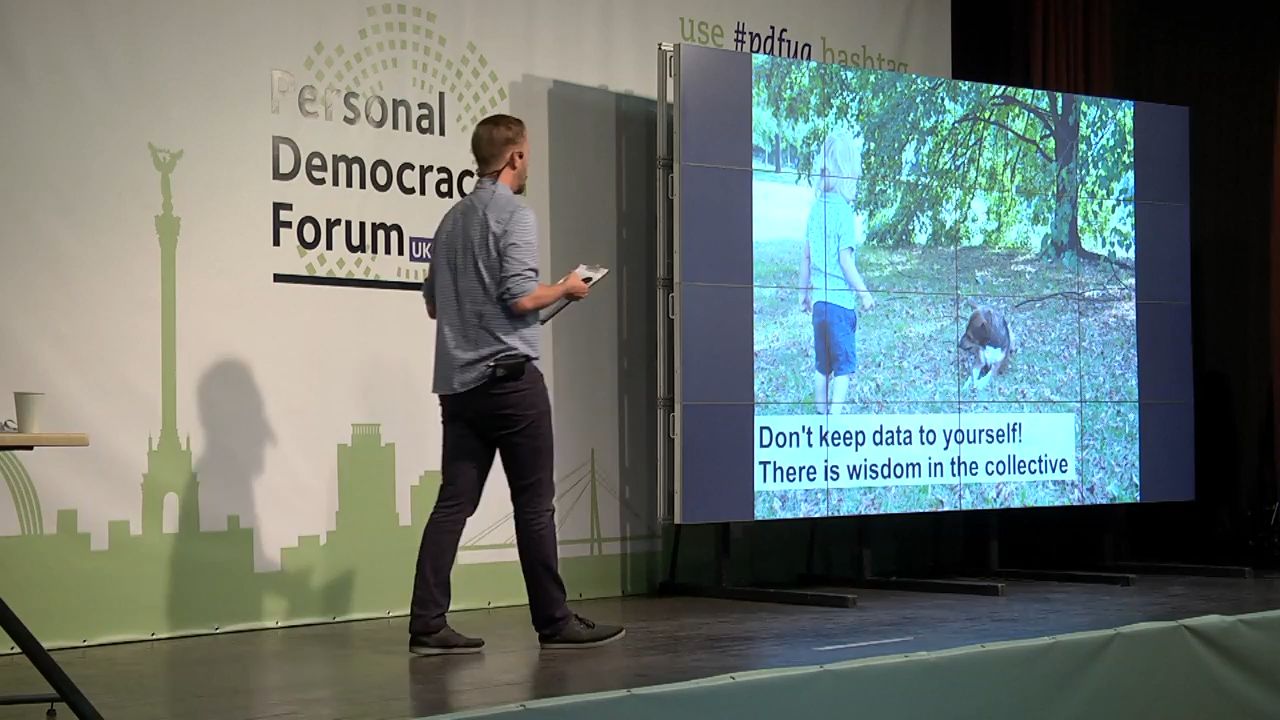 use #pdfua hashtag
Personal
Democrac
Forum UK
Don't keep data to yourself!
There is wisdom in the collective